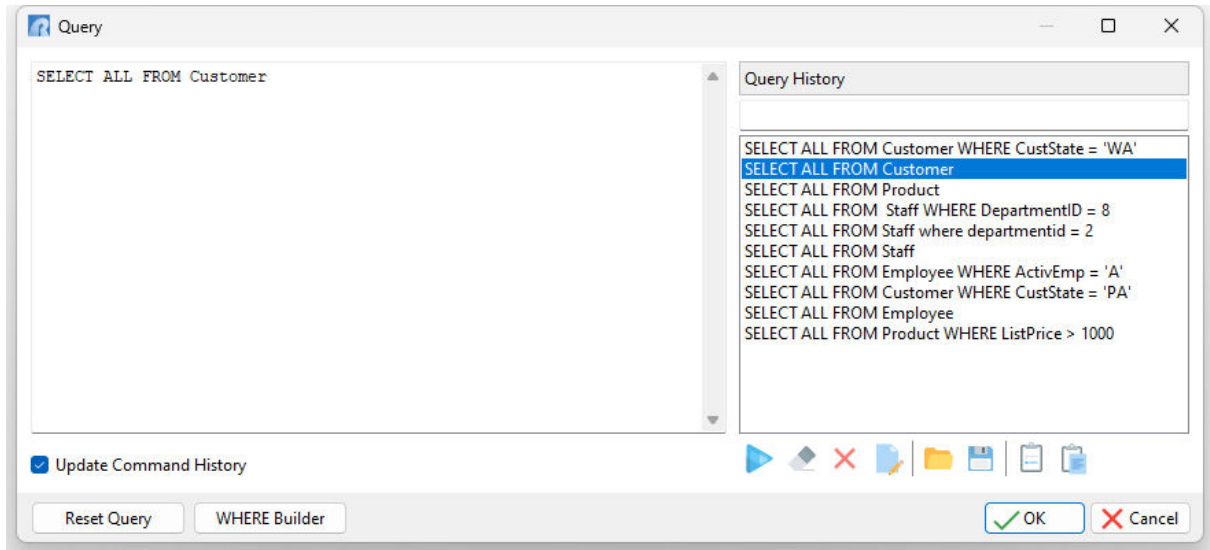 Query
SELECT ALL FROM Customer
Query History
SELECT ALL FROM Customer WHERE CustState = 'WA'
SELECT ALL FROM Customer
SELECT ALL FROM Product
SELECT ALL FROM  Staff WHERE DepartmentID = 8
SELECT ALL FROM Staff where departmentid = 2
SELECT ALL FROM Staff
SELECT ALL FROM Employee WHERE ActivEmp = 'A'
SELECT ALL FROM Customer WHERE CustState = 'PA'
SELECT ALL FROM Employee
SELECT ALL FROM Product WHERE ListPrice > 1000
Update Command History
Reset Query
WHERE Builder
OK
Cancel